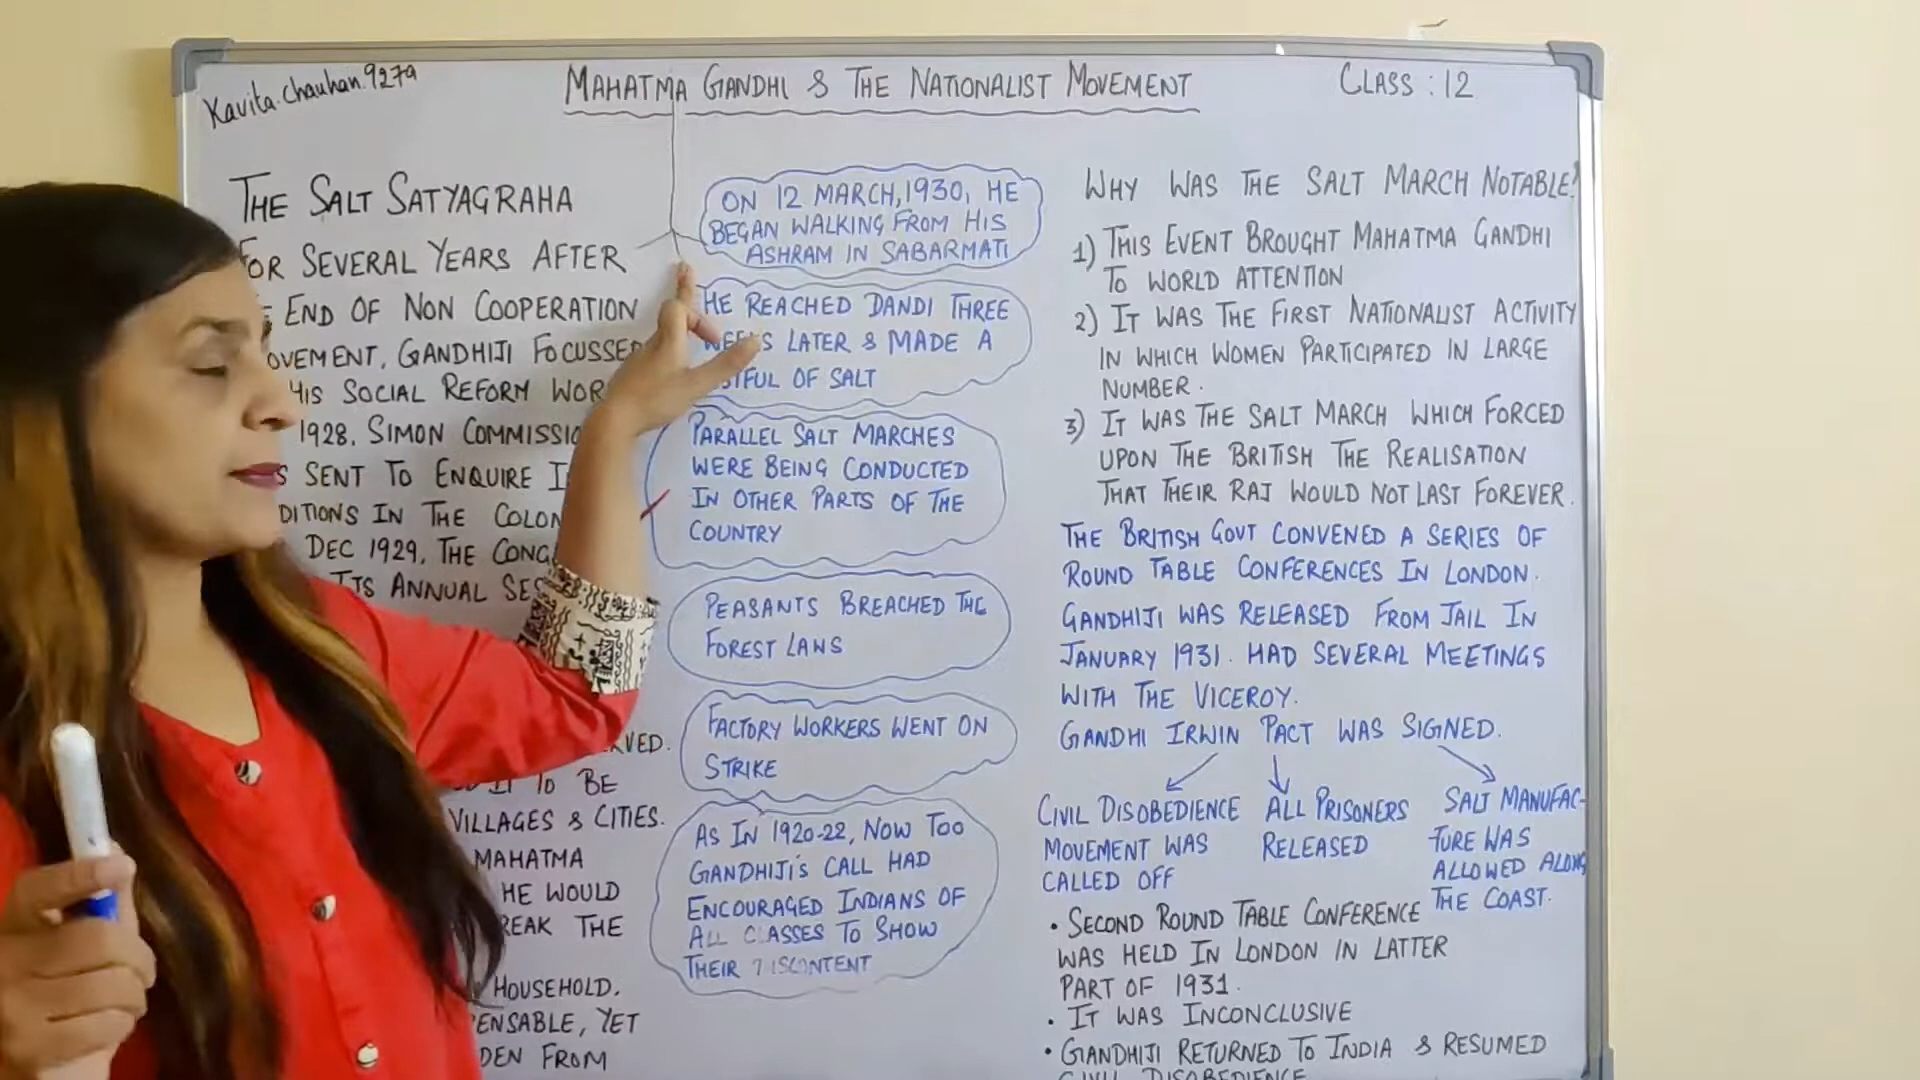 Kavita.chauhan.9279
MAHATMA GANDHI & THE NATIONALIST MOVEMENT
CLASS : 12
THE SALT SATYAGRAHA
FOR SEVERAL YEARS AFTER
END OF NON COOPERATION
GANDHIJI FOCUSSED
HIS SOCIAL REFORM
1928, SIMON
SENT TO ENQUIRE
IN THE
DEC 1929, THE
ITS ANNUAL
IT TO BE
VILLAGES & CITIES.
MAHATMA
HE WOULD
THE
HOUSEHOLD.
YET
FROM
ON 12 MARCH, 1930, HE
BEGAN WALKING FROM HIS
ASHRAM IN SABARMATI
HE REACHED DANDI THREE
WEEKS LATER & MADE A
OF SALT
PARALLEL SALT MARCHES
WERE BEING CONDUCTED
IN OTHER PARTS OF THE
COUNTRY
PEASANTS BREACHED THE
FOREST LAWS
FACTORY WORKERS WENT ON
STRIKE
AS IN 1920-22, NOW TOO
GANDHIJI'S CALL HAD
ENCOURAGED INDIANS OF
ALL CLASSES TO SHOW
THEIR DISCONTENT
WHY WAS THE SALT MARCH NOTABLE?
1) THIS EVENT BROUGHT MAHATMA GANDHI
TO WORLD ATTENTION
2) IT WAS THE FIRST NATIONALIST ACTIVITY
IN WHICH WOMEN PARTICIPATED IN LARGE
NUMBER.
3) IT WAS THE SALT MARCH WHICH FORCED
UPON THE BRITISH THE REALISATION
THAT THEIR RAJ WOULD NOT LAST FOREVER.
THE BRITISH GOVT CONVENED A SERIES OF
ROUND TABLE CONFERENCES IN LONDON.
GANDHIJI WAS RELEASED FROM JAIL IN
JANUARY 1931. HAD SEVERAL MEETINGS
WITH THE VICEROY.
GANDHI IRWIN PACT WAS SIGNED.
CIVIL DISOBEDIENCE
MOVEMENT WAS
CALLED OFF
ALL PRISONERS
RELEASED
SALT MANUFAC-
TURE WAS
ALLOWED ALONG
THE COAST.
• SECOND ROUND TABLE CONFERENCE
WAS HELD IN LONDON IN LATTER
PART OF 1931.
• IT WAS INCONCLUSIVE
• GANDHIJI RETURNED TO INDIA & RESUMED
CIVIL DISOBEDIENCE